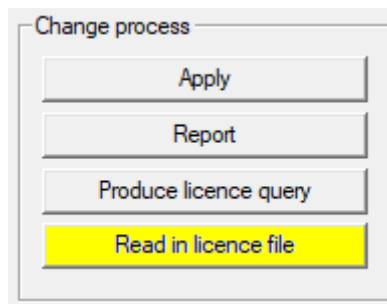 Change process
Apply
Report
Produce licence query
Read in licence file